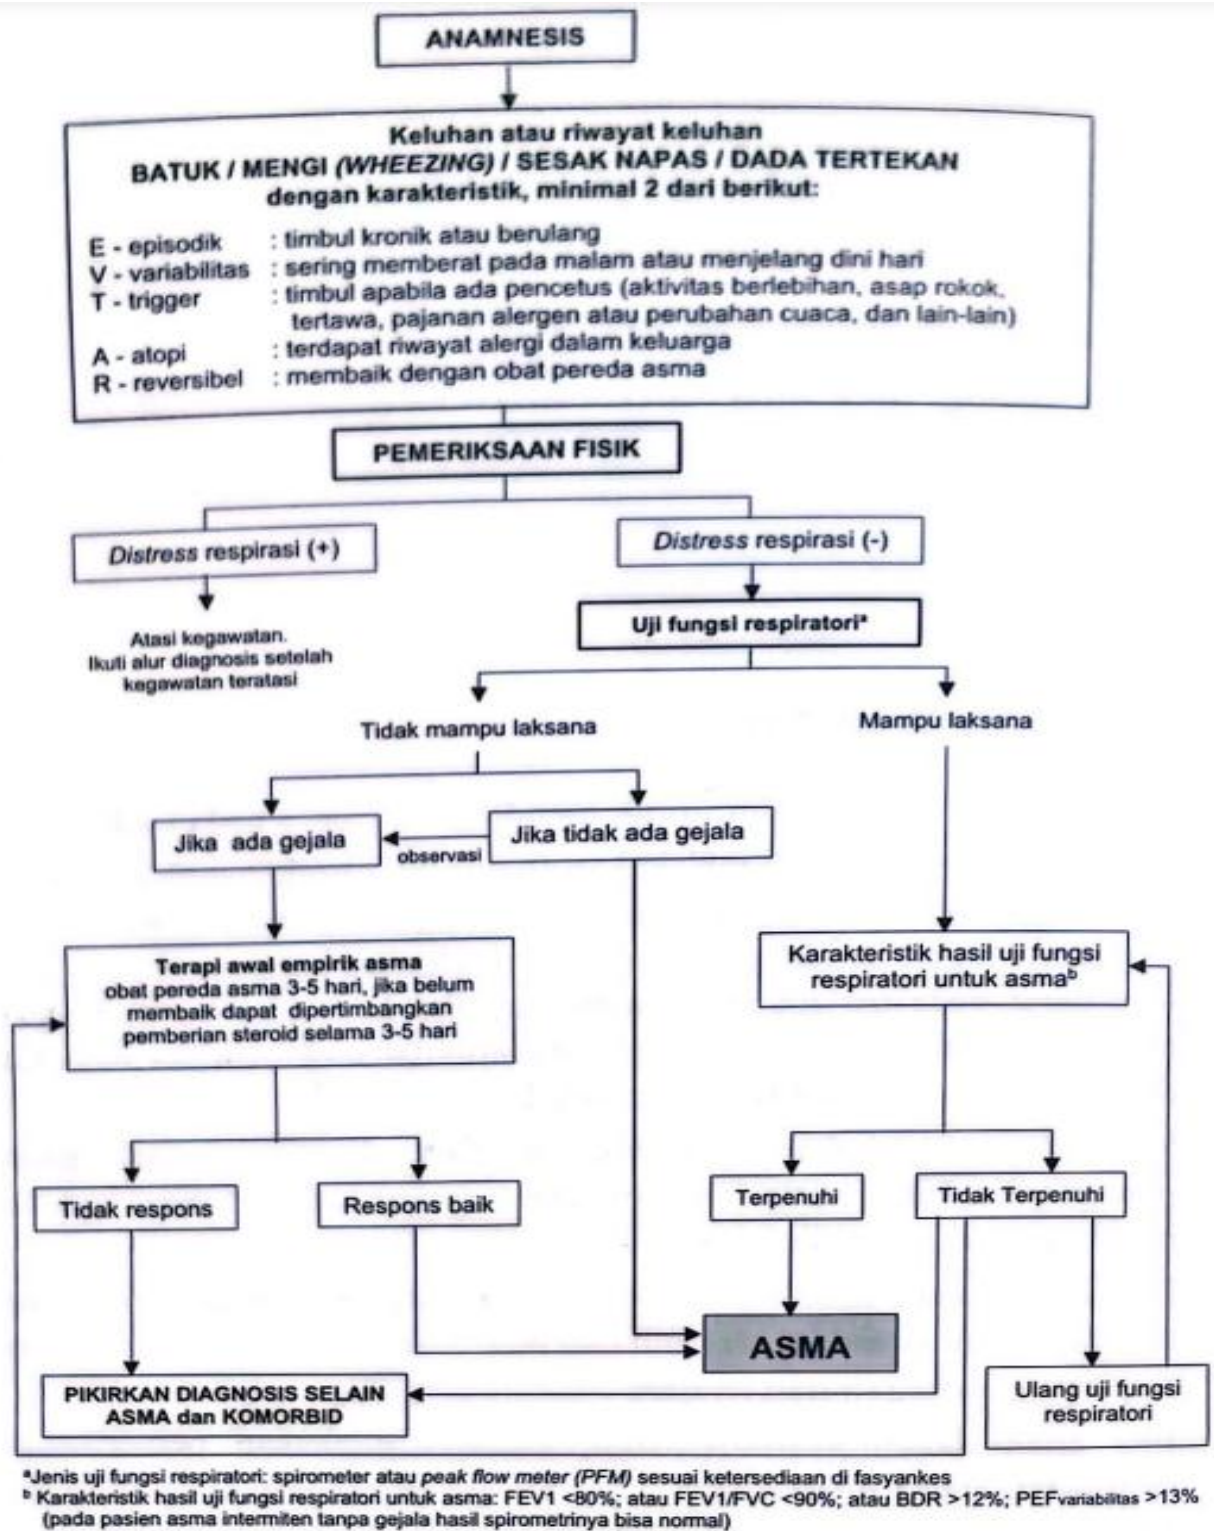 ANAMNESIS
Keluhan atau riwayat keluhan
BATUK / MENGI (WHEEZING) / SESAK NAPAS / DADA TERTEKAN
dengan karakteristik, minimal 2 dari berikut:
E - episodik : timbul kronik atau berulang
V - variabilitas : sering memberat pada malam atau menjelang dini hari
T - trigger : timbul apabila ada pencetus (aktivitas berlebihan, asap rokok,
tertawa, pajanan alergen atau perubahan cuaca, dan lain-lain)
A - atopi : terdapat riwayat alergi dalam keluarga
R - reversibel : membaik dengan obat pereda asma
PEMERIKSAAN FISIK
Distress respirasi (+)
Distress respirasi (-)
Atasi kegawatan.
Ikuti alur diagnosis setelah
kegawatan teratasi
Uji fungsi respiratoriᵃ
Tidak mampu laksana
Mampu laksana
Jika ada gejala
observasi
Jika tidak ada gejala
Terapi awal empirik asma
obat pereda asma 3-5 hari, jika belum
membaik dapat dipertimbangkan
pemberian steroid selama 3-5 hari
Karakteristik hasil uji fungsi
respiratori untuk asmaᵇ
Tidak respons
Respons baik
Terpenuhi
Tidak Terpenuhi
ASMA
PIKIRKAN DIAGNOSIS SELAIN
ASMA dan KOMORBID
Ulang uji fungsi
respiratori
ᵃJenis uji fungsi respiratori: spirometer atau peak flow meter (PFM) sesuai ketersediaan di fasyankes
ᵇ Karakteristik hasil uji fungsi respiratori untuk asma: FEV1 <80%; atau FEV1/FVC <90%; atau BDR >12%; PEFvariabilitas >13%
(pada pasien asma intermiten tanpa gejala hasil spirometrinya bisa normal)